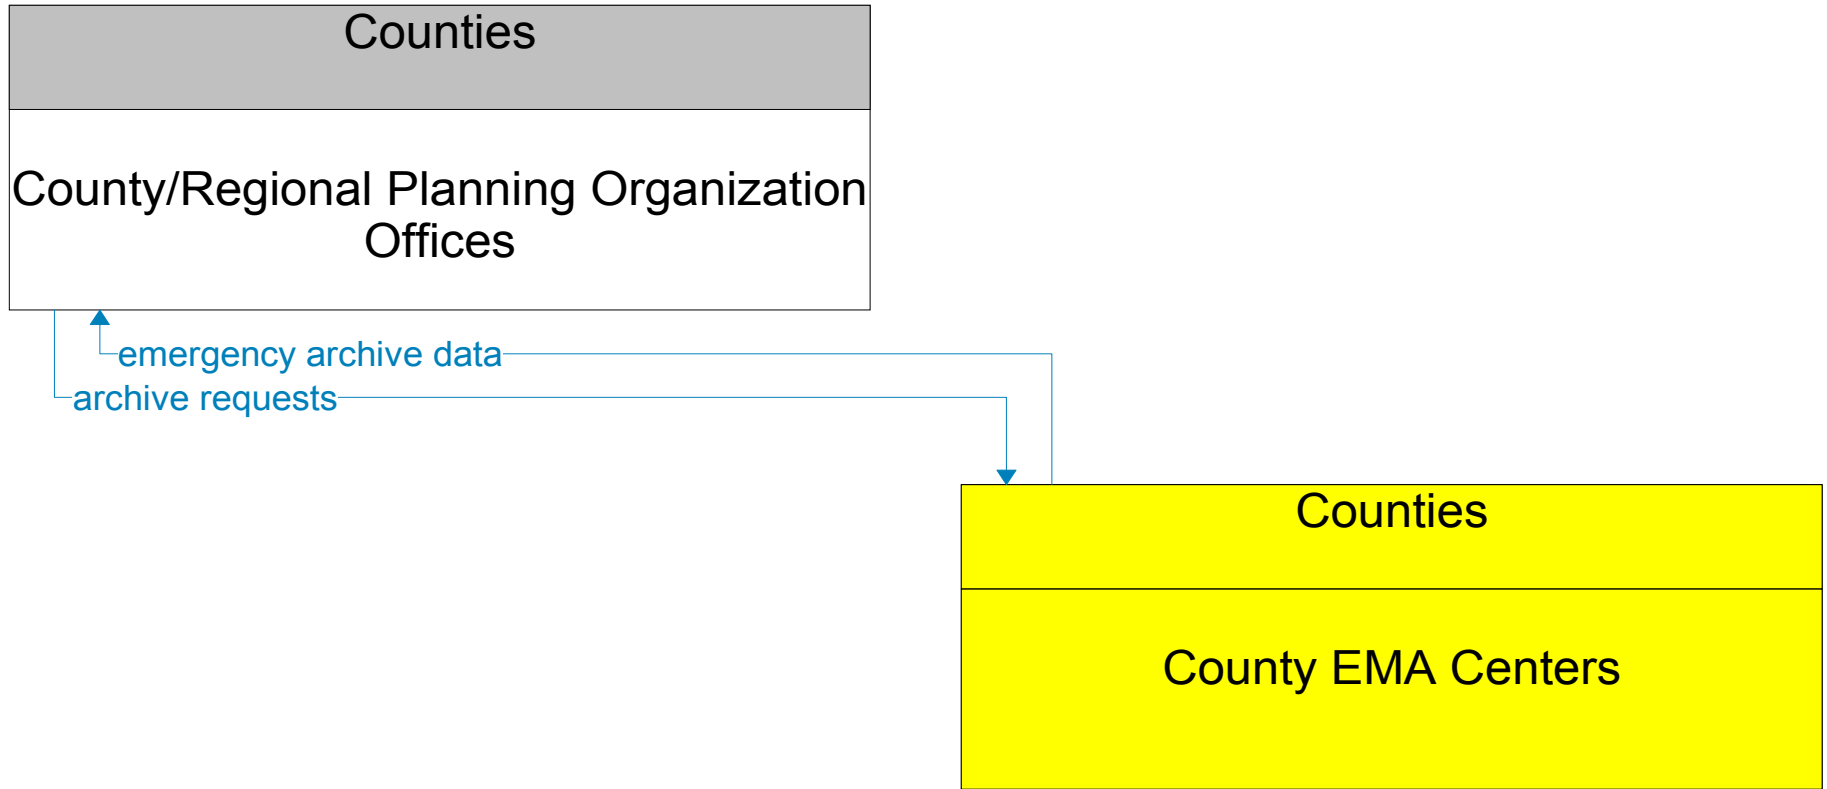 Counties
County/Regional Planning Organization
Offices
emergency archive data
archive requests
Counties
County EMA Centers